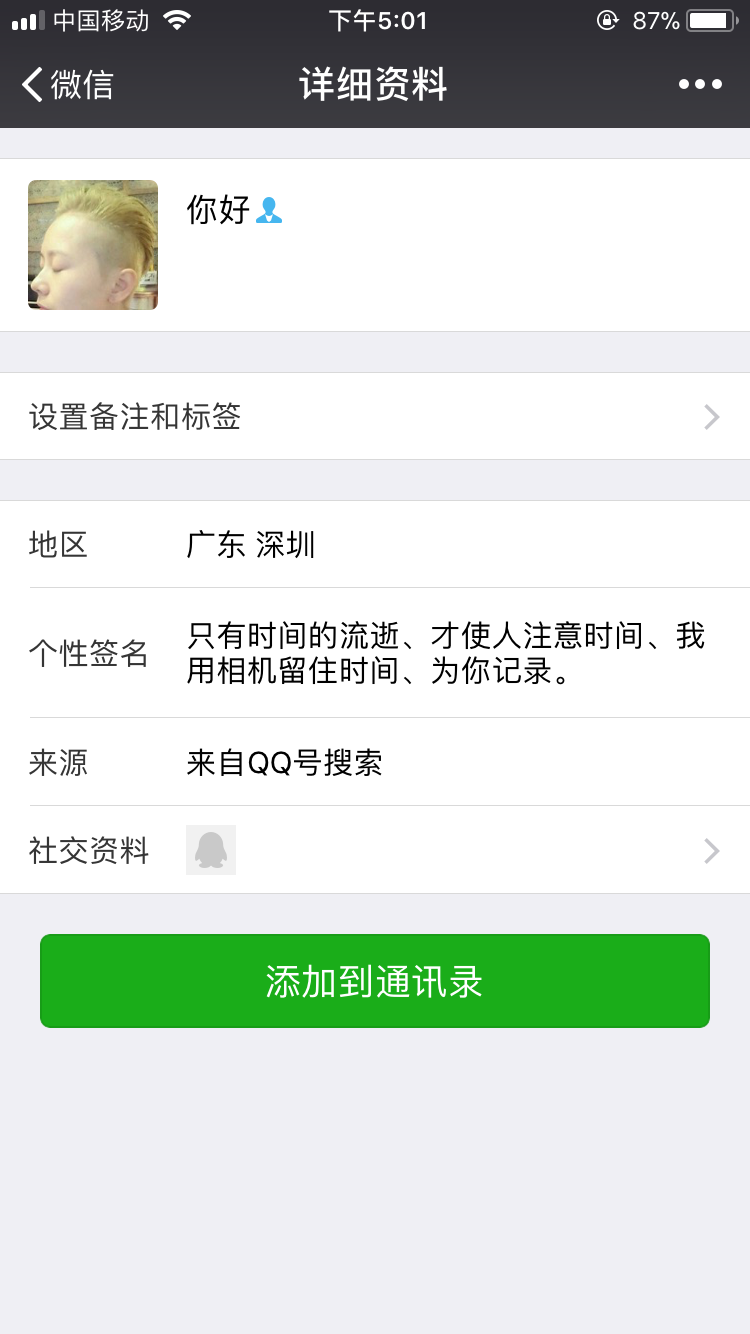 中国移动 下午5:01 87%
微信 详细资料
你好
设置备注和标签
地区 广东 深圳
个性签名 只有时间的流逝、才使人注意时间、我
用相机留住时间、为你记录。
来源 来自QQ号搜索
社交资料
添加到通讯录